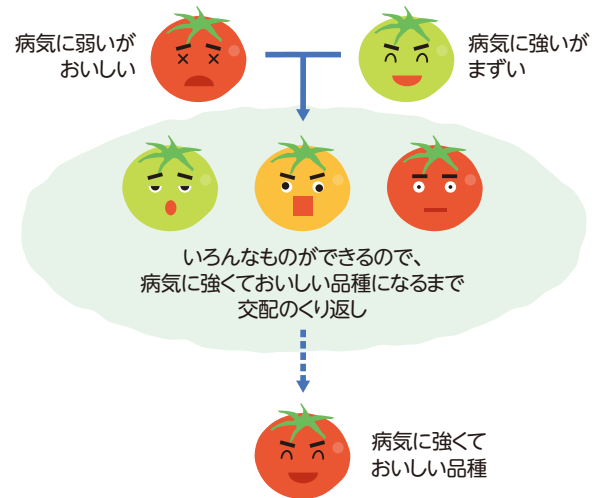 病気に弱いが
おいしい
病気に強いが
まずい
いろんなものができるので、
病気に強くておいしい品種になるまで
交配のくり返し
病気に強くて
おいしい品種